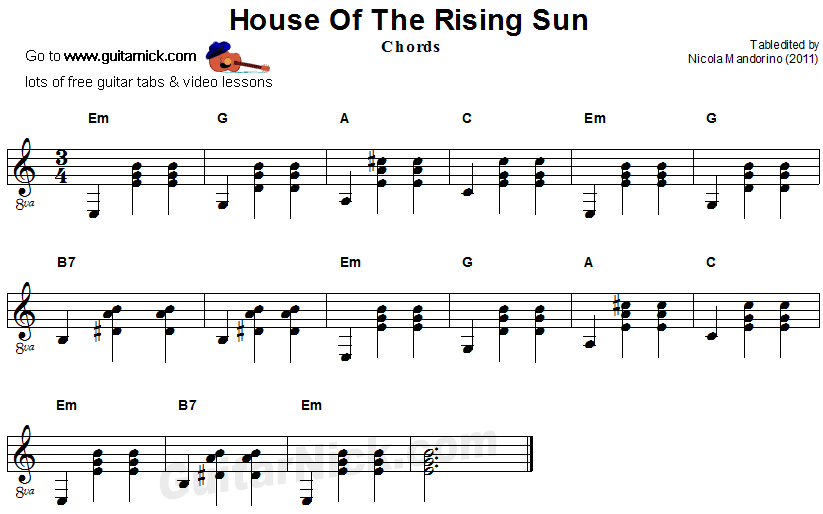 House Of The Rising Sun
Chords
Go to www.guitarnick.com
lots of free guitar tabs & video lessons
Tabledited by
Nicola Mandorino (2011)
Em G A C Em G
3
4
8va
B7 Em G A C
8va
Em B7 Em
8va
GuitarNick.com